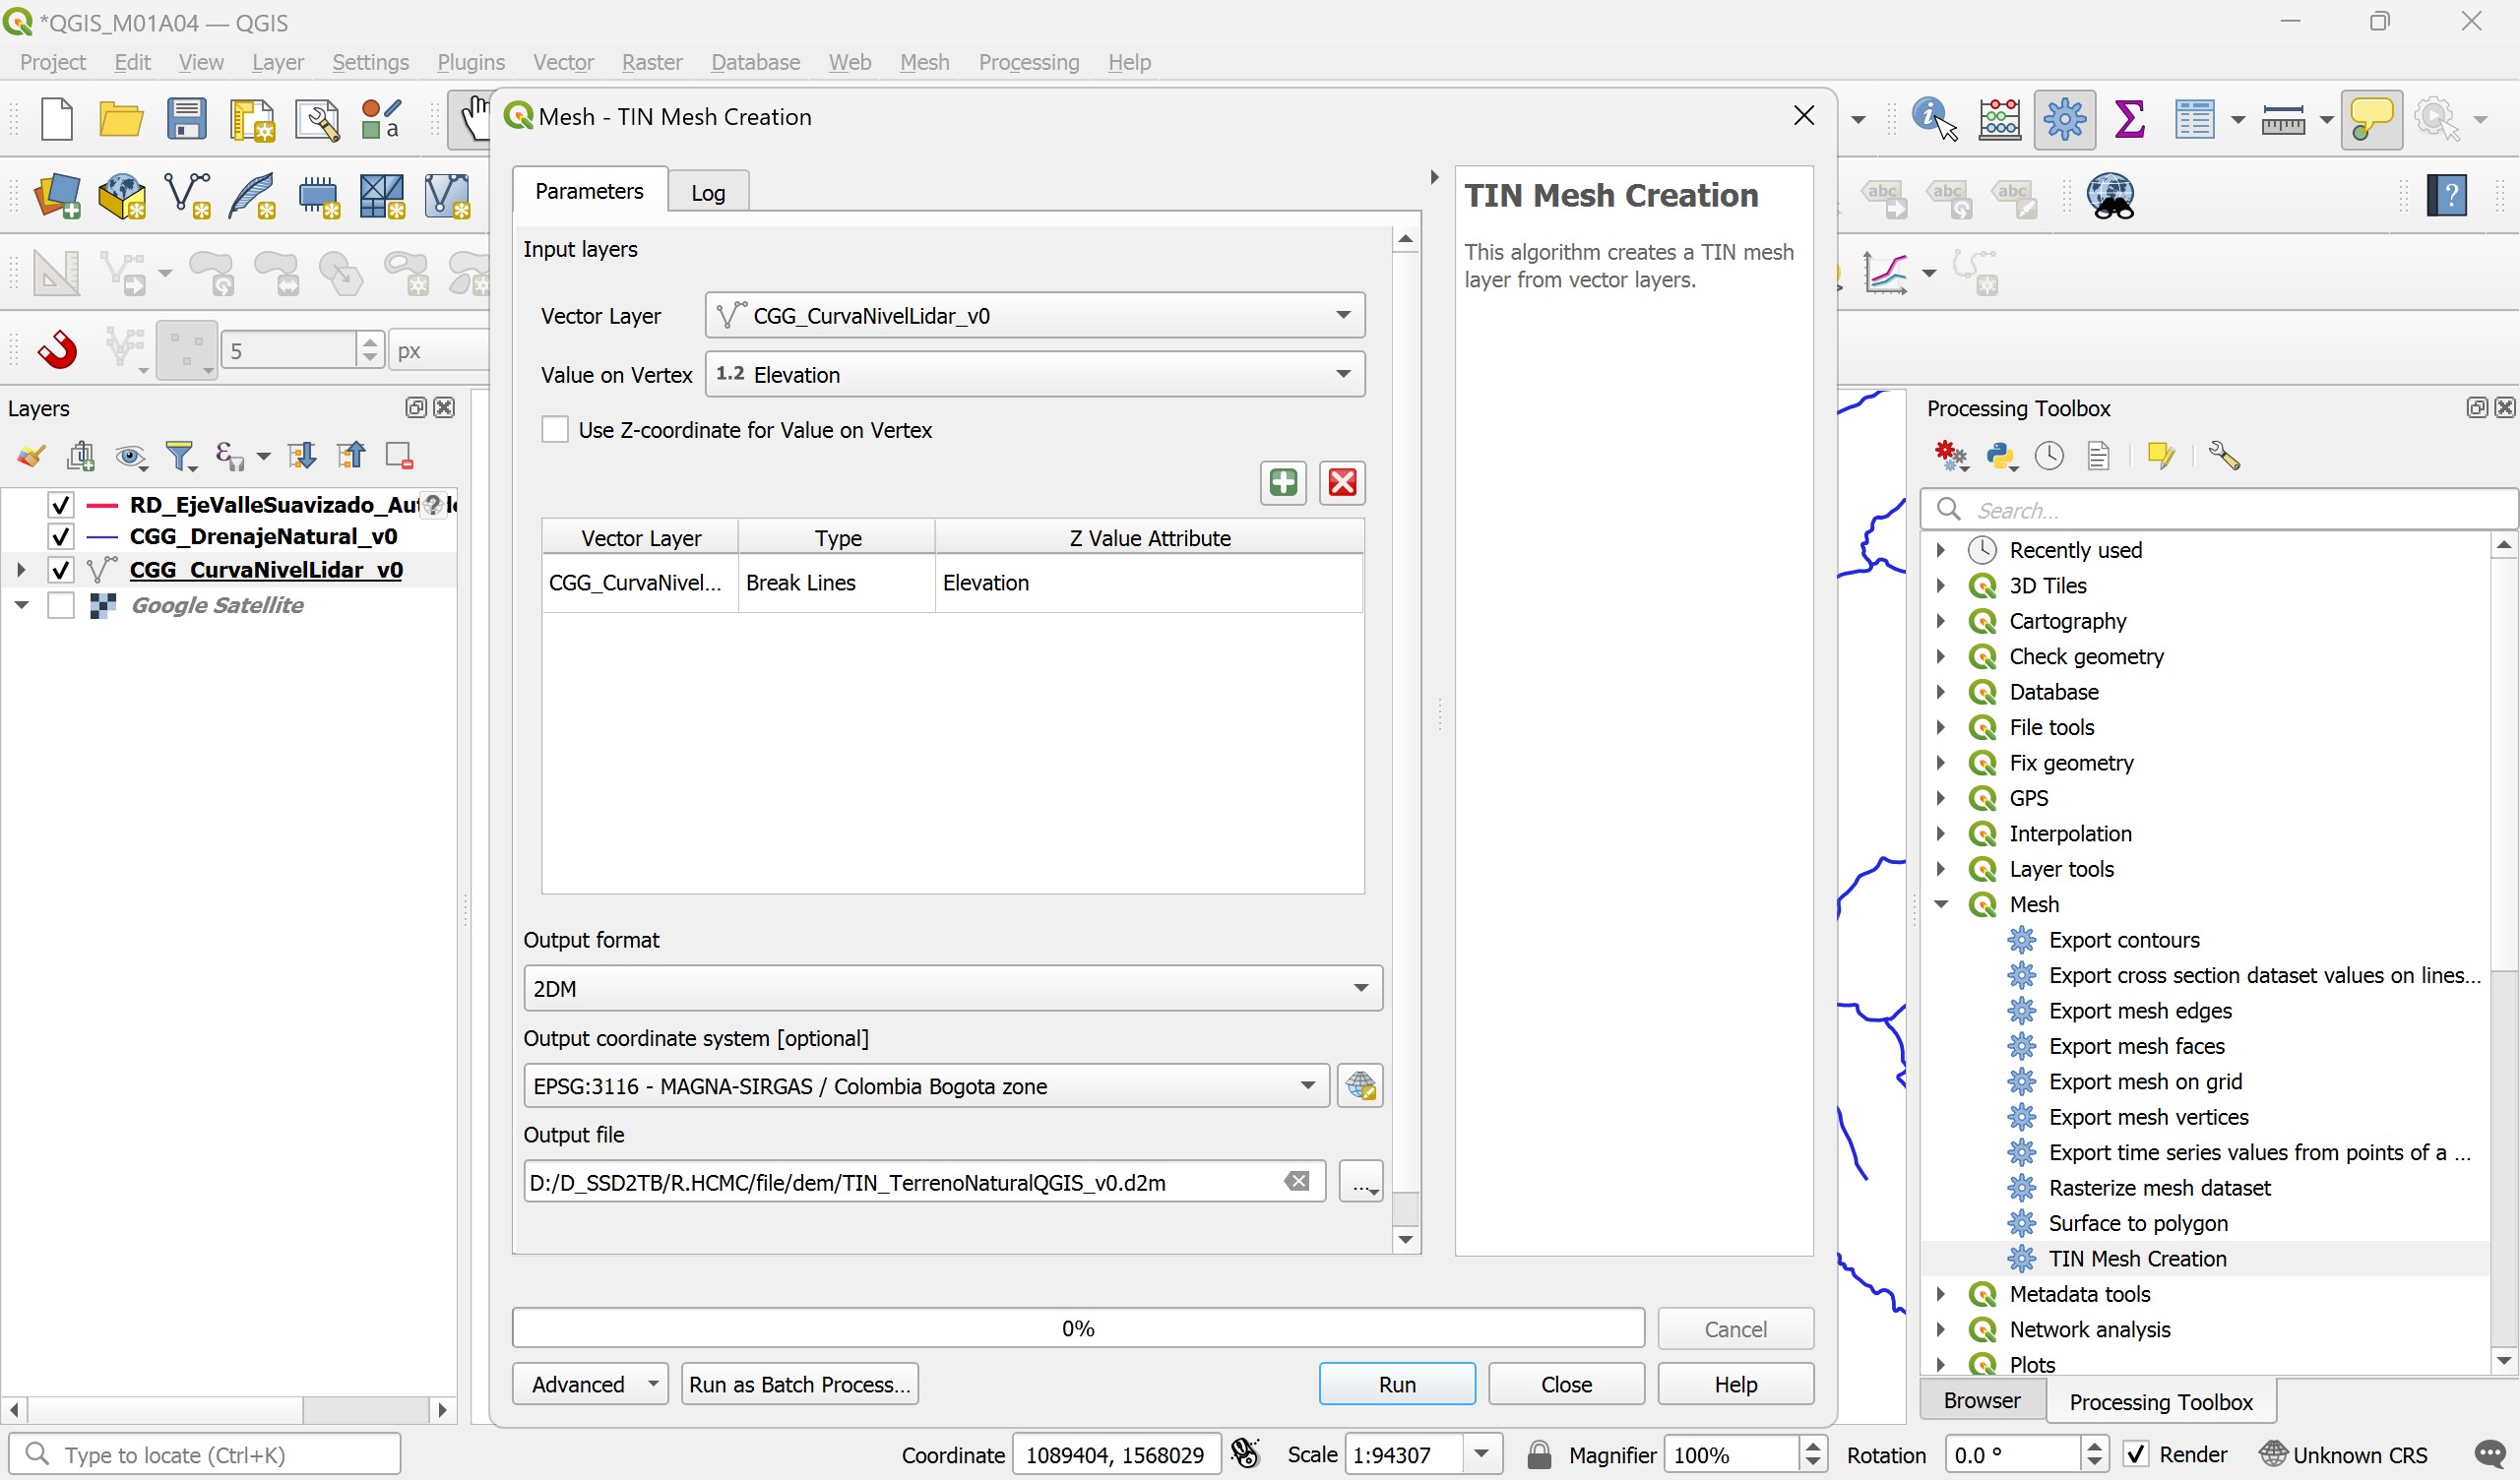 *QGIS_M01A04 — QGIS
Project Edit View Layer Settings Plugins Vector Raster Database Web Mesh Processing Help
Mesh - TIN Mesh Creation
Parameters
Log
Input layers
Vector Layer
CGG_CurvaNivelLidar_v0
Value on Vertex
1.2 Elevation
Use Z-coordinate for Value on Vertex
Vector Layer Type Z Value Attribute
CGG_CurvaNivel... Break Lines Elevation
Output format
2DM
Output coordinate system [optional]
EPSG:3116 - MAGNA-SIRGAS / Colombia Bogota zone
Output file
D:/D_SSD2TB/R.HCMC/file/dem/TIN_TerrenoNaturalQGIS_v0.d2m
...
0%
Cancel
Advanced
Run as Batch Process...
Run
Close
Help
TIN Mesh Creation
This algorithm creates a TIN mesh
layer from vector layers.
a
abc
abc
abc
?
5
px
Layers
RD_EjeValleSuavizado_Au
CGG_DrenajeNatural_v0
CGG_CurvaNivelLidar_v0
Google Satellite
Processing Toolbox
Search...
Recently used
3D Tiles
Cartography
Check geometry
Database
File tools
Fix geometry
GPS
Interpolation
Layer tools
Mesh
Export contours
Export cross section dataset values on lines...
Export mesh edges
Export mesh faces
Export mesh on grid
Export mesh vertices
Export time series values from points of a ...
Rasterize mesh dataset
Surface to polygon
TIN Mesh Creation
Metadata tools
Network analysis
Plots
Browser
Processing Toolbox
Type to locate (Ctrl+K)
Coordinate 1089404, 1568029
Scale 1:94307
Magnifier 100%
Rotation 0.0 °
Render
Unknown CRS